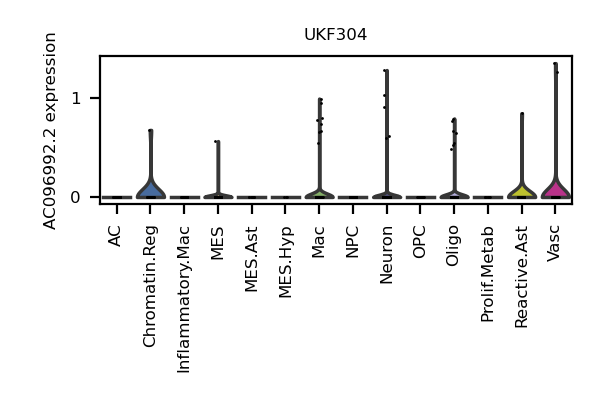 UKF304
AC096992.2 expression
1
0
AC
Chromatin.Reg
Inflammatory.Mac
MES
MES.Ast
MES.Hyp
Mac
NPC
Neuron
OPC
Oligo
Prolif.Metab
Reactive.Ast
Vasc